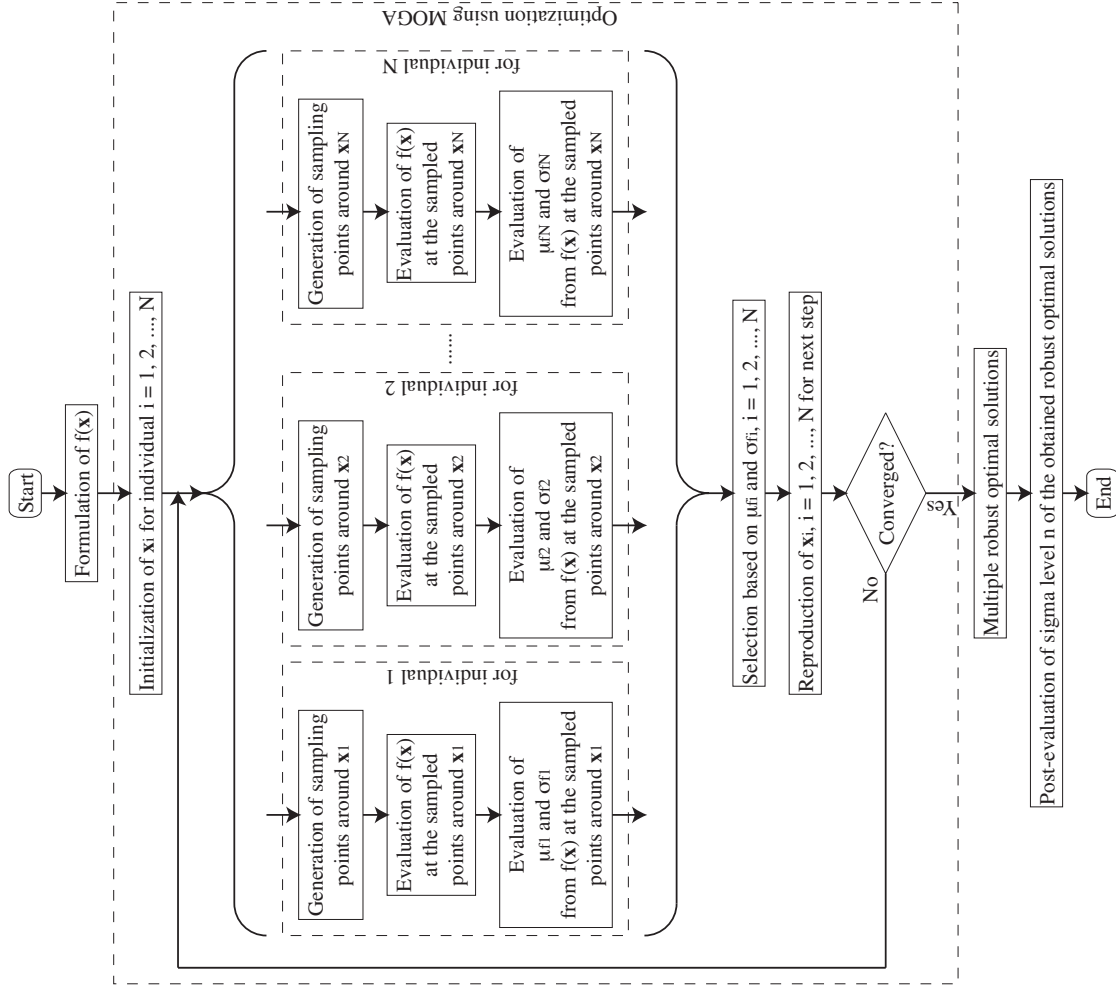 Start
Formulation of f(x)
Initialization of xi for individual i = 1, 2, ..., N
Optimization using MOGA
for individual 1
Generation of sampling
points around x1
Evaluation of f(x)
at the sampled
points around x1
Evaluation of
μf1 and σf1
from f(x) at the sampled
points around x1
for individual 2
Generation of sampling
points around x2
Evaluation of f(x)
at the sampled
points around x2
Evaluation of
μf2 and σf2
from f(x) at the sampled
points around x2
......
for individual N
Generation of sampling
points around xN
Evaluation of f(x)
at the sampled
points around xN
Evaluation of
μfN and σfN
from f(x) at the sampled
points around xN
Selection based on μfi and σfi, i = 1, 2, ..., N
Reproduction of xi, i = 1, 2, ..., N for next step
Converged?
No
Yes
Multiple robust optimal solutions
Post-evaluation of sigma level n of the obtained robust optimal solutions
End